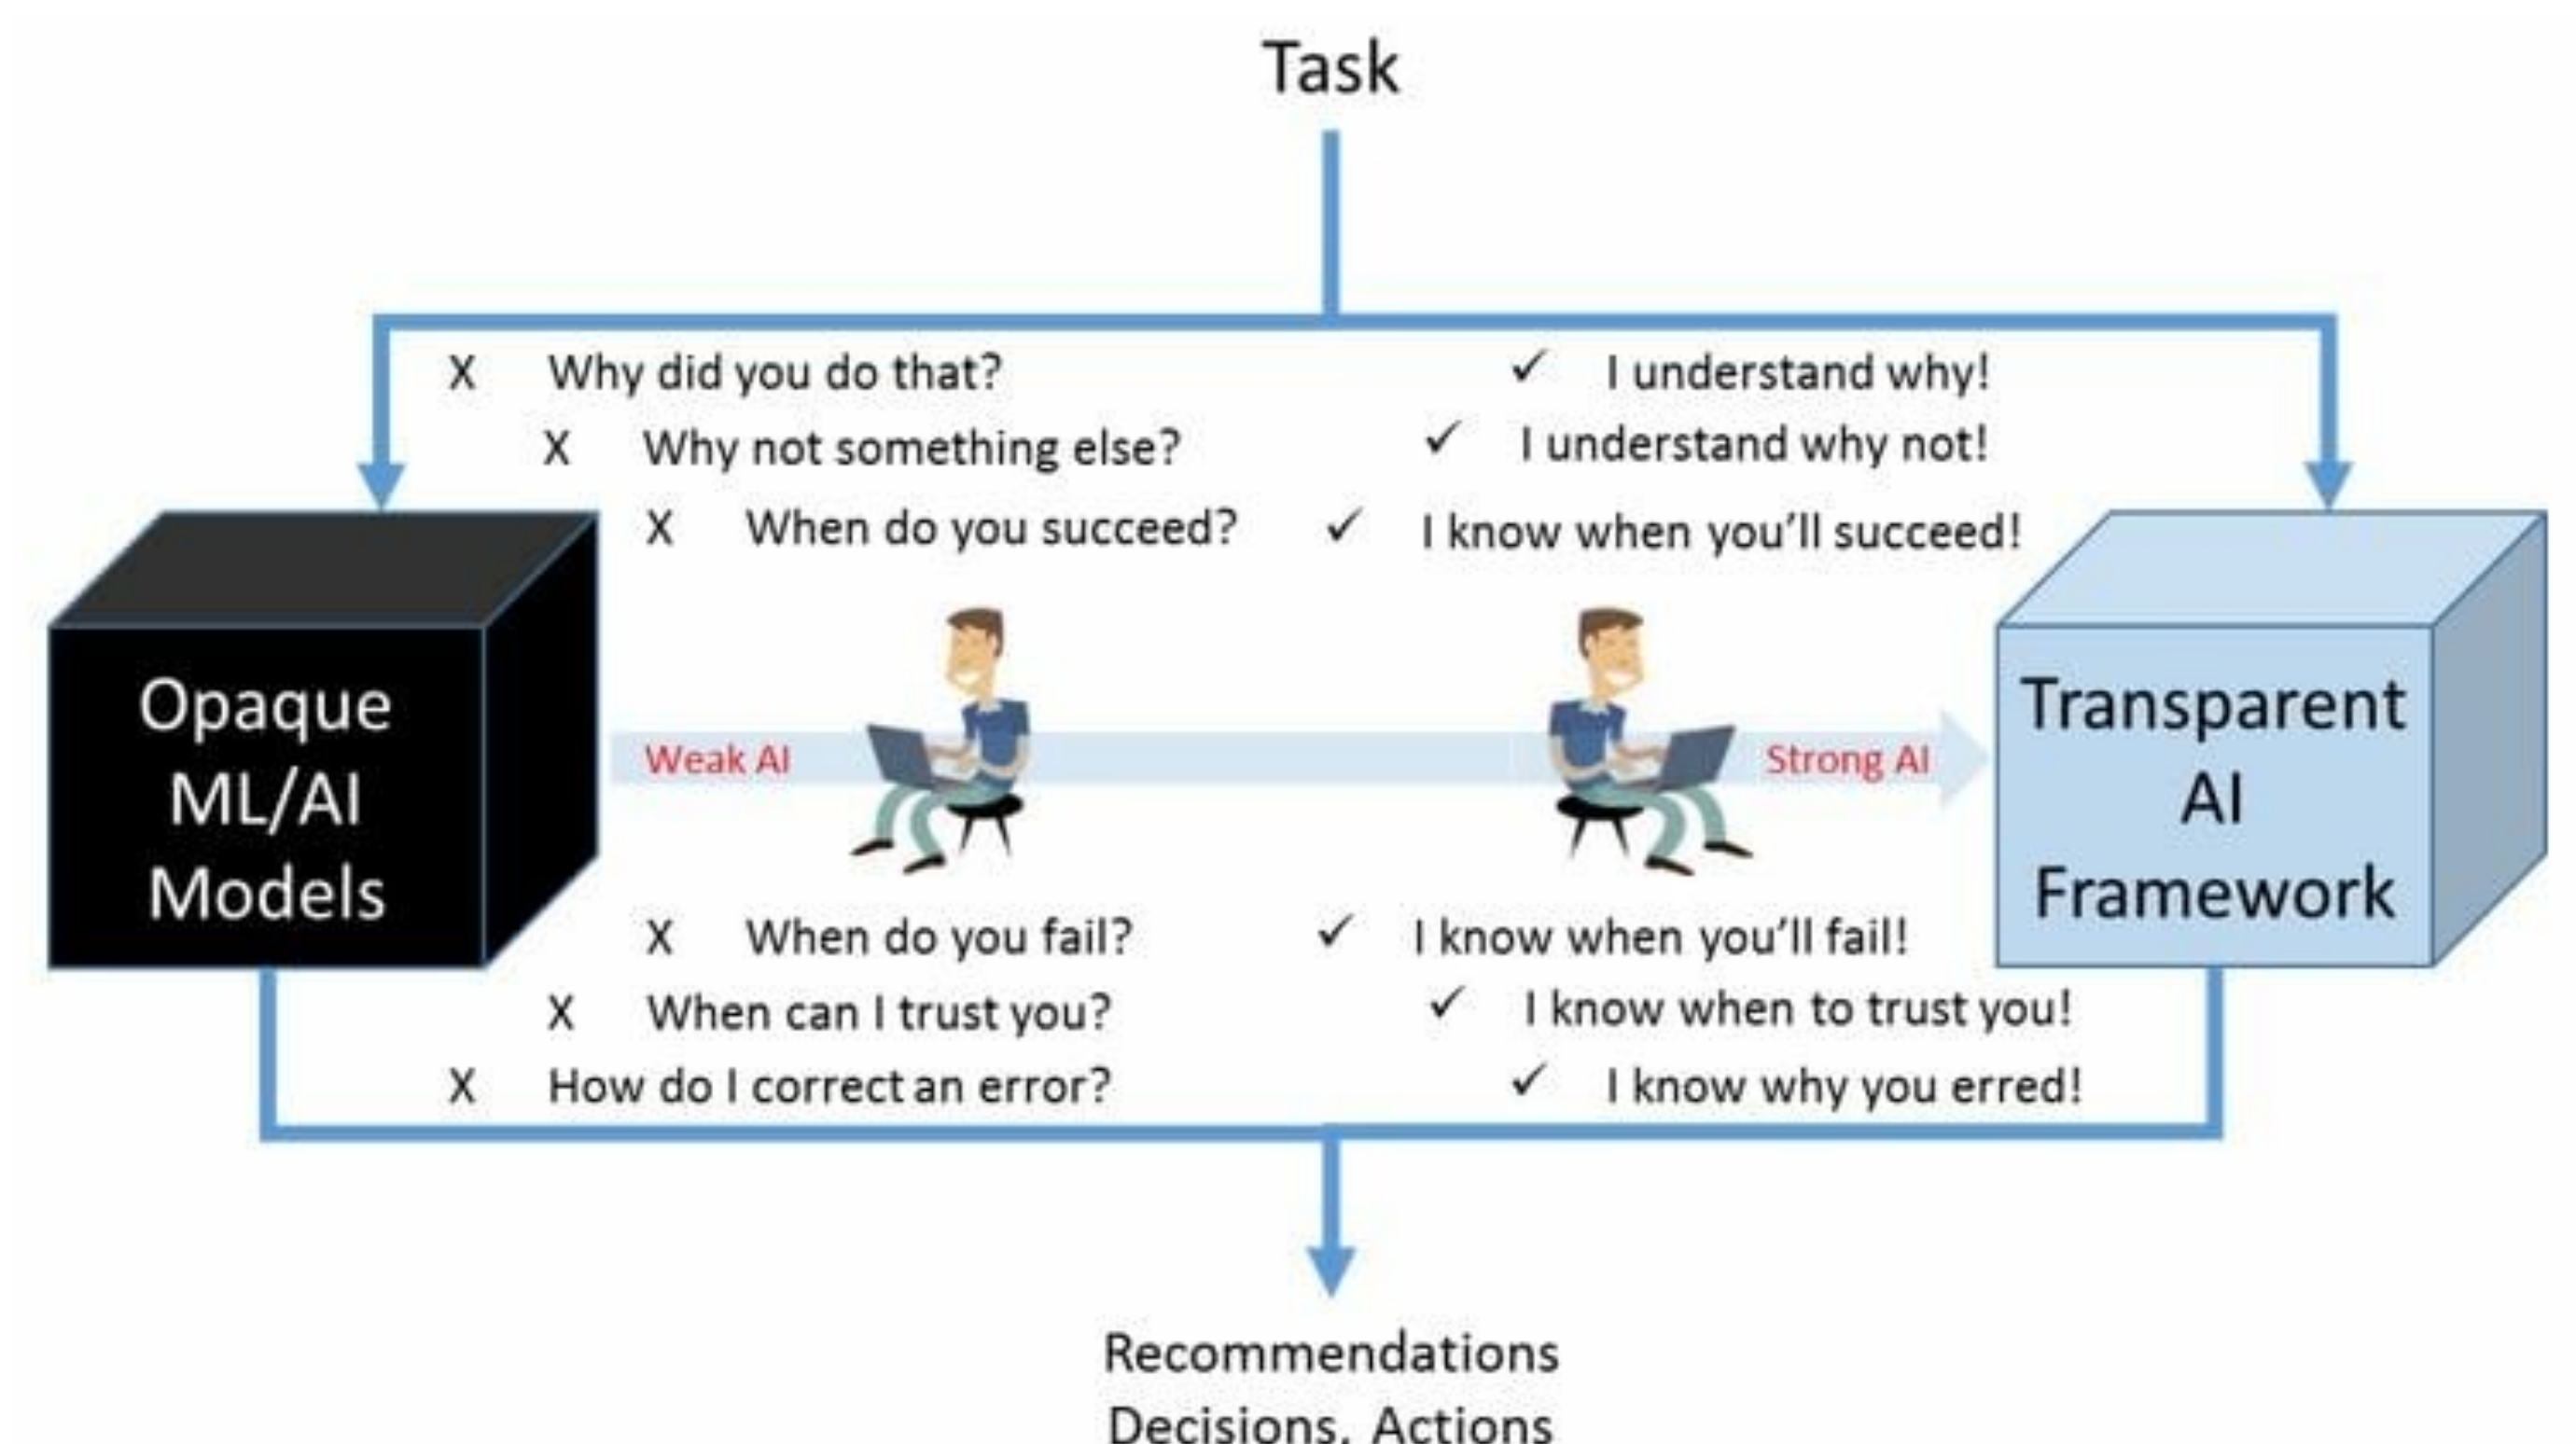 Task
X Why did you do that?
✓ I understand why!
X Why not something else?
✓ I understand why not!
X When do you succeed?
✓ I know when you'll succeed!
Opaque
ML/AI
Models
Weak AI
Strong AI
Transparent
AI
Framework
X When do you fail?
✓ I know when you'll fail!
X When can I trust you?
✓ I know when to trust you!
X How do I correct an error?
✓ I know why you erred!
Recommendations
Decisions, Actions